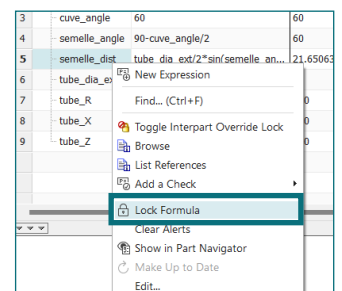 3 cuve_angle 60 60
4 semelle_angle 90-cuve_angle/2 60
5 semelle_dist tube_dia_ext/2*sin(semelle_an... 21.6506
6 tube_dia_ex
New Expression
7 tube_R Find... (Ctrl+F) 0
8 tube_X Toggle Interpart Override Lock 0
9 tube_Z Browse 0
List References
Add a Check
Lock Formula
Clear Alerts
Show in Part Navigator
Make Up to Date
Edit...